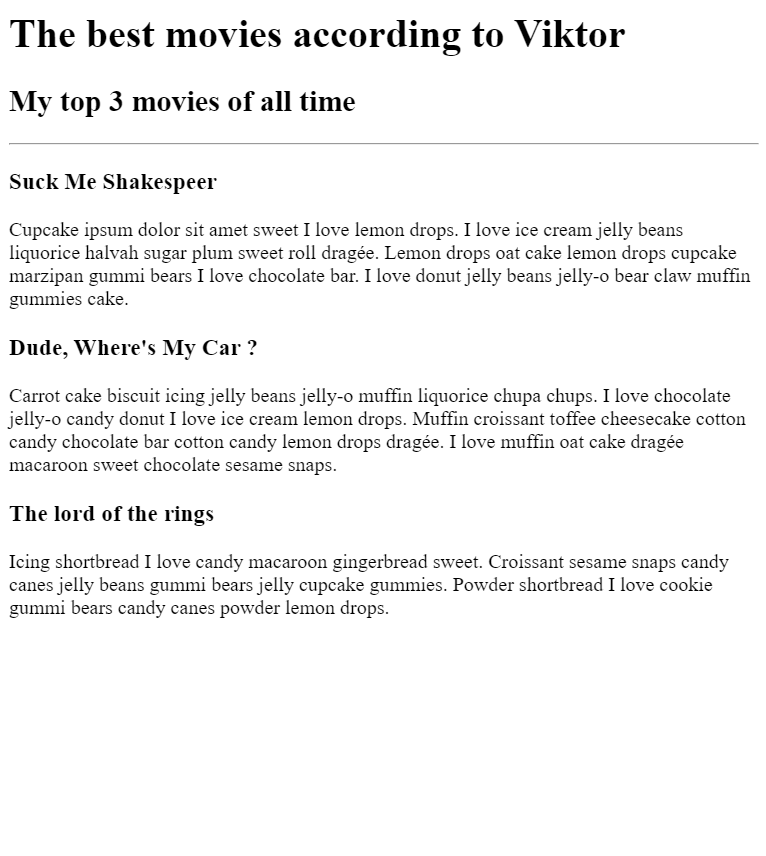 The best movies according to Viktor
My top 3 movies of all time
Suck Me Shakespeer
Cupcake ipsum dolor sit amet sweet I love lemon drops. I love ice cream jelly beans
liquorice halvah sugar plum sweet roll dragée. Lemon drops oat cake lemon drops cupcake
marzipan gummi bears I love chocolate bar. I love donut jelly beans jelly-o bear claw muffin
gummies cake.
Dude, Where's My Car ?
Carrot cake biscuit icing jelly beans jelly-o muffin liquorice chupa chups. I love chocolate
jelly-o candy donut I love ice cream lemon drops. Muffin croissant toffee cheesecake cotton
candy chocolate bar cotton candy lemon drops dragée. I love muffin oat cake dragée
macaroon sweet chocolate sesame snaps.
The lord of the rings
Icing shortbread I love candy macaroon gingerbread sweet. Croissant sesame snaps candy
canes jelly beans gummi bears jelly cupcake gummies. Powder shortbread I love cookie
gummi bears candy canes powder lemon drops.